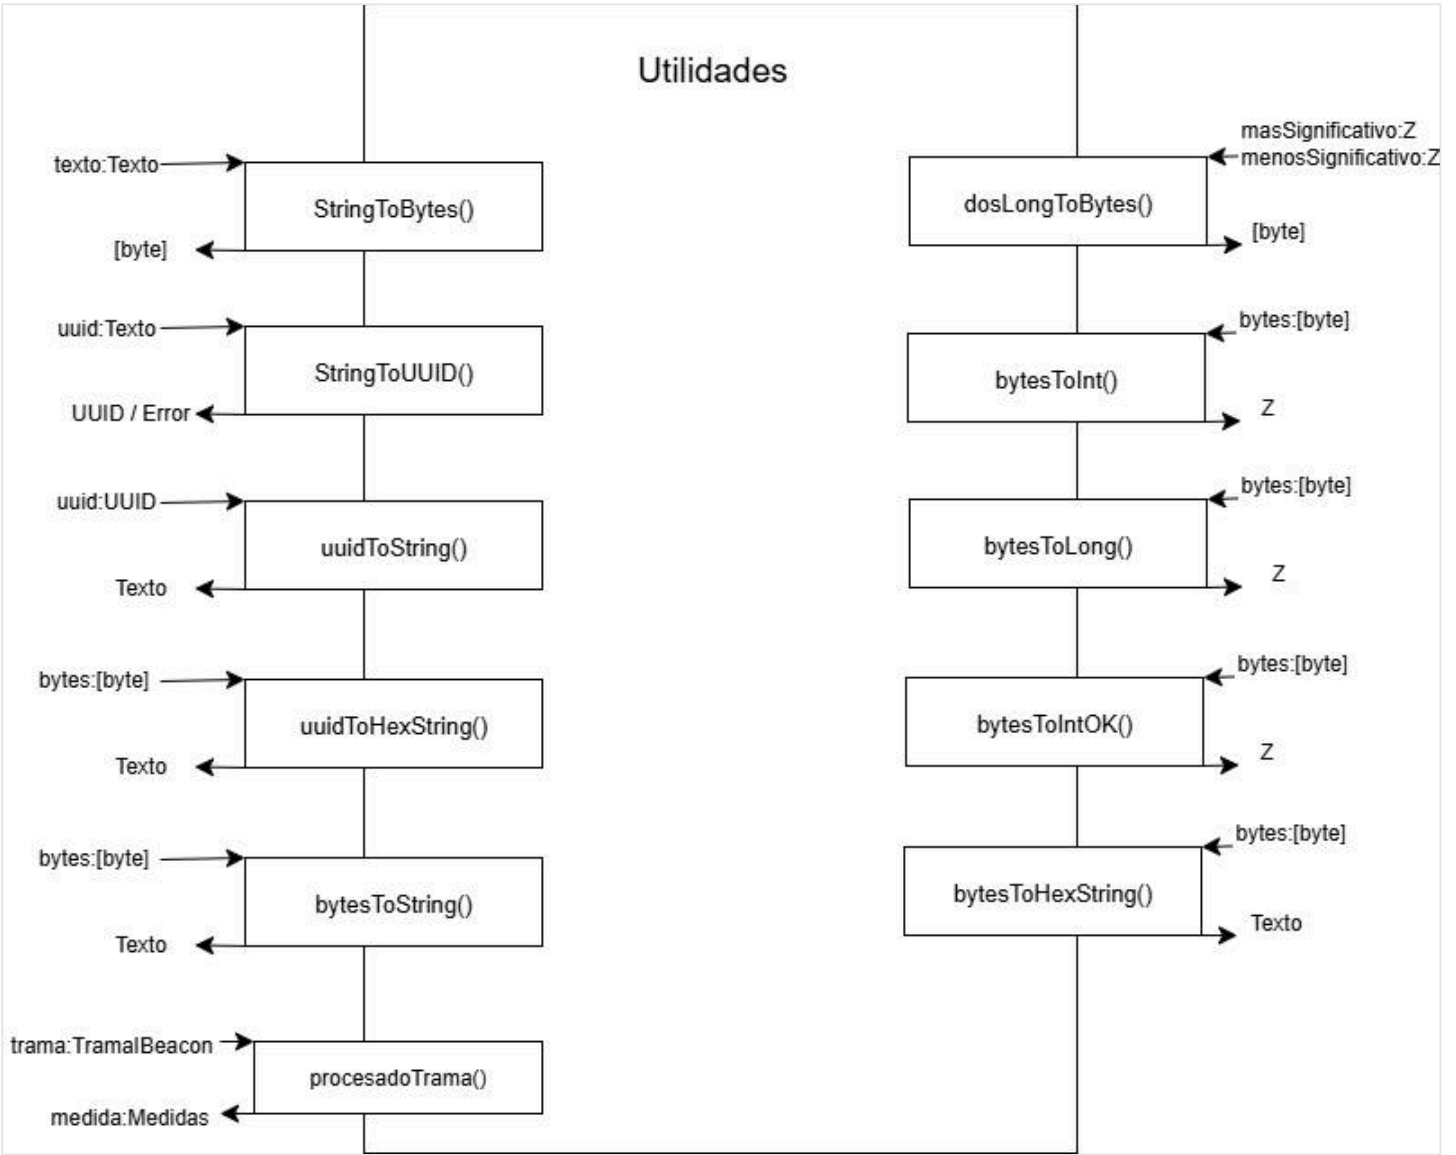 Utilidades
texto:Texto
StringToBytes()
[byte]
uuid:Texto
StringToUUID()
UUID / Error
uuid:UUID
uuidToString()
Texto
bytes:[byte]
uuidToHexString()
Texto
bytes:[byte]
bytesToString()
Texto
trama:TramaIBeacon
procesadoTrama()
medida:Medidas
masSignificativo:Z
menosSignificativo:Z
dosLongToBytes()
[byte]
bytes:[byte]
bytesToInt()
Z
bytes:[byte]
bytesToLong()
Z
bytes:[byte]
bytesToIntOK()
Z
bytes:[byte]
bytesToHexString()
Texto